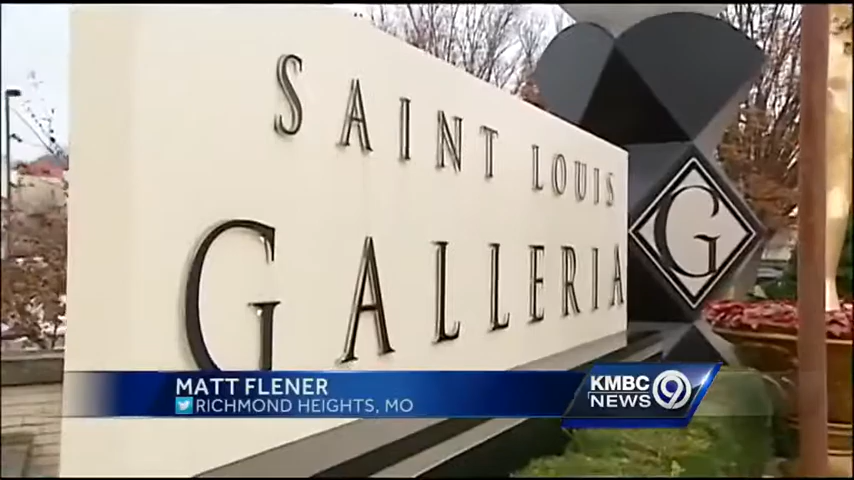 SAINT LOUIS
GALLERIA
G
MATT FLENER
RICHMOND HEIGHTS, MO
KMBC 9
NEWS